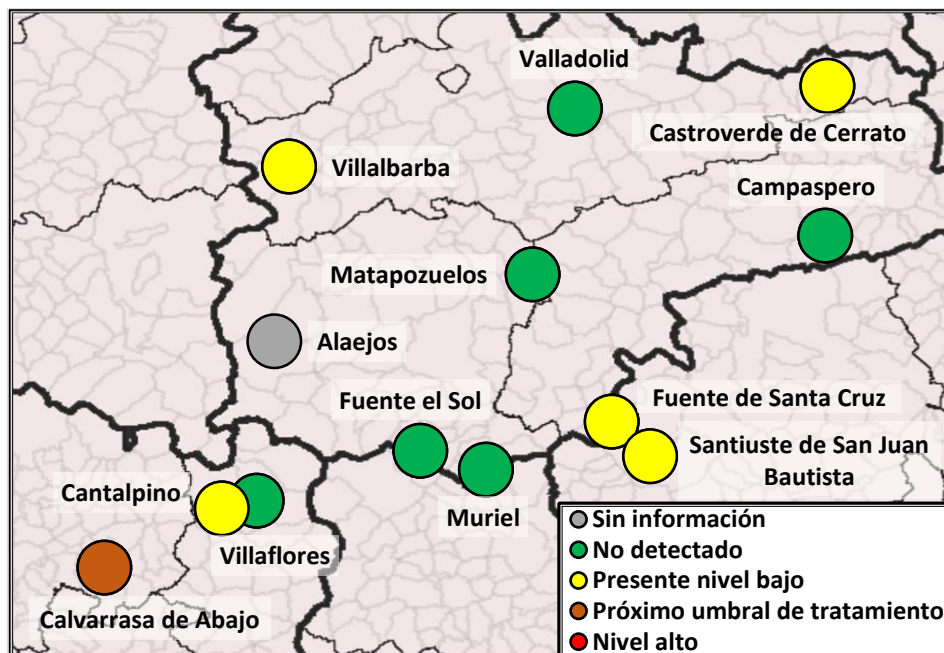 Valladolid
Castroverde de Cerrato
Villalbarba
Campaspero
Matapozuelos
Alaejos
Fuente el Sol
Fuente de Santa Cruz
Santiuste de San Juan
Bautista
Cantalpino
Muriel
Villaflores
Calvarrasa de Abajo
Sin información
No detectado
Presente nivel bajo
Próximo umbral de tratamiento
Nivel alto